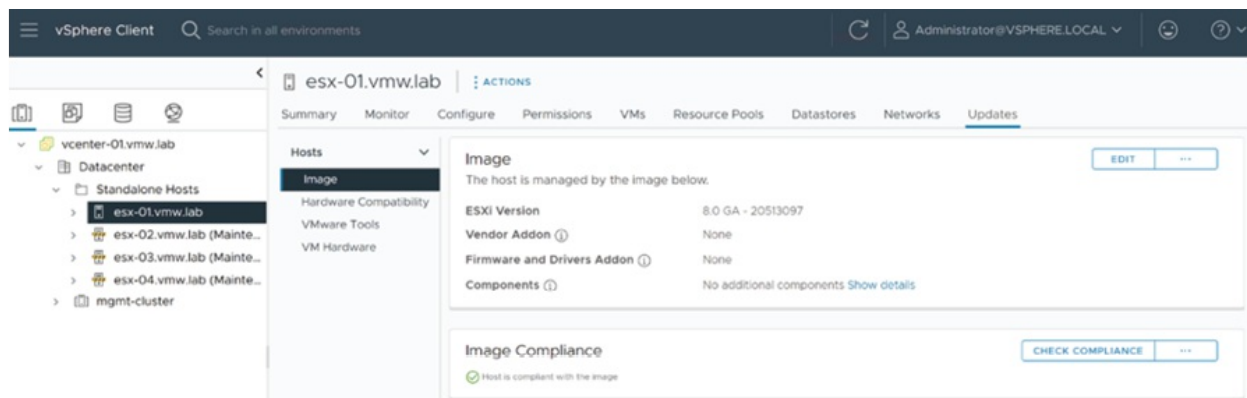 vSphere Client Search in all environments Administrator@VSPHERE.LOCAL
esx-01.vmw.lab ACTIONS
Summary Monitor Configure Permissions VMs Resource Pools Datastores Networks Updates
vcenter-01.vmw.lab
Datacenter
Standalone Hosts
esx-01.vmw.lab
esx-02.vmw.lab (Mainte...
esx-03.vmw.lab (Mainte...
esx-04.vmw.lab (Mainte...
mgmt-cluster
Hosts
Image
Hardware Compatibility
VMware Tools
VM Hardware
Image EDIT ...
The host is managed by the image below.
ESXi Version 8.0 GA - 20513097
Vendor Addon None
Firmware and Drivers Addon None
Components No additional components Show details
Image Compliance CHECK COMPLIANCE ...
Host is compliant with the image